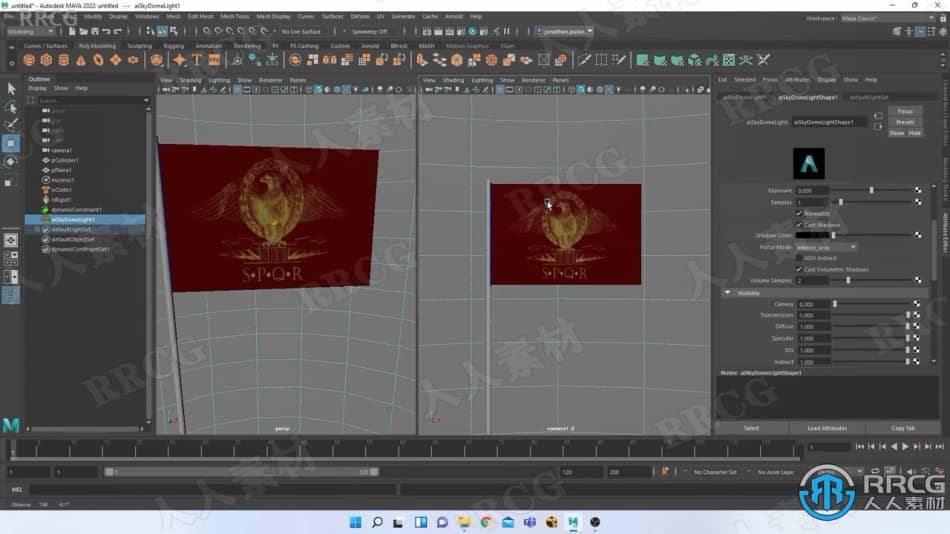 untitled* - Autodesk MAYA 2022: untitled --- aiSkyDomeLight1
Select Modify Display Windows Mesh Edit Mesh Mesh Tools Mesh Display Curves Surfaces Deform UV Generate Cache Arnold Help
Workspace: Maya Classic*
Modeling
No Live Surface
Symmetry: Off
jonathan.parke..
Curves / Surfaces Poly Modeling Sculpting Rigging Animation Rendering FX FX Caching Custom Arnold Bifrost MASH Motion Graphics XGen
Outliner
Display Show Help
Search...
camera1
pCylinder1
pPlane1
nucleus1
nCloth1
nRigid1
dynamicConstraint1
aiSkyDomeLight1
defaultLightSet
defaultObjectSet
dynamicConstraintSet1
View Shading Lighting Show Renderer Panels
S•P•Q•R
persp
View Shading Lighting Show Renderer Panels
S•P•Q•R
camera1 -Z
List Selected Focus Attributes Display Show Help
aiSkyDomeLight1 aiSkyDomeLightShape1 defaultLightSet
aiSkyDomeLight: aiSkyDomeLightShape1
Focus
Presets
Show Hide
Exposure 0.000
Samples 1
Normalize
Cast Shadows
Shadow Color
Portal Mode interior_only
AOV Indirect
Cast Volumetric Shadows
Volume Samples 2
Visibility
Camera 0.000
Transmission 1.000
Diffuse 1.000
Specular 1.000
SSS 1.000
Indirect 1.000
Notes: aiSkyDomeLightShape1
Select Load Attributes Copy Tab
1 1 1 120 120 200
No Character Set
No Anim Layer
MEL
RRCG
人人素材